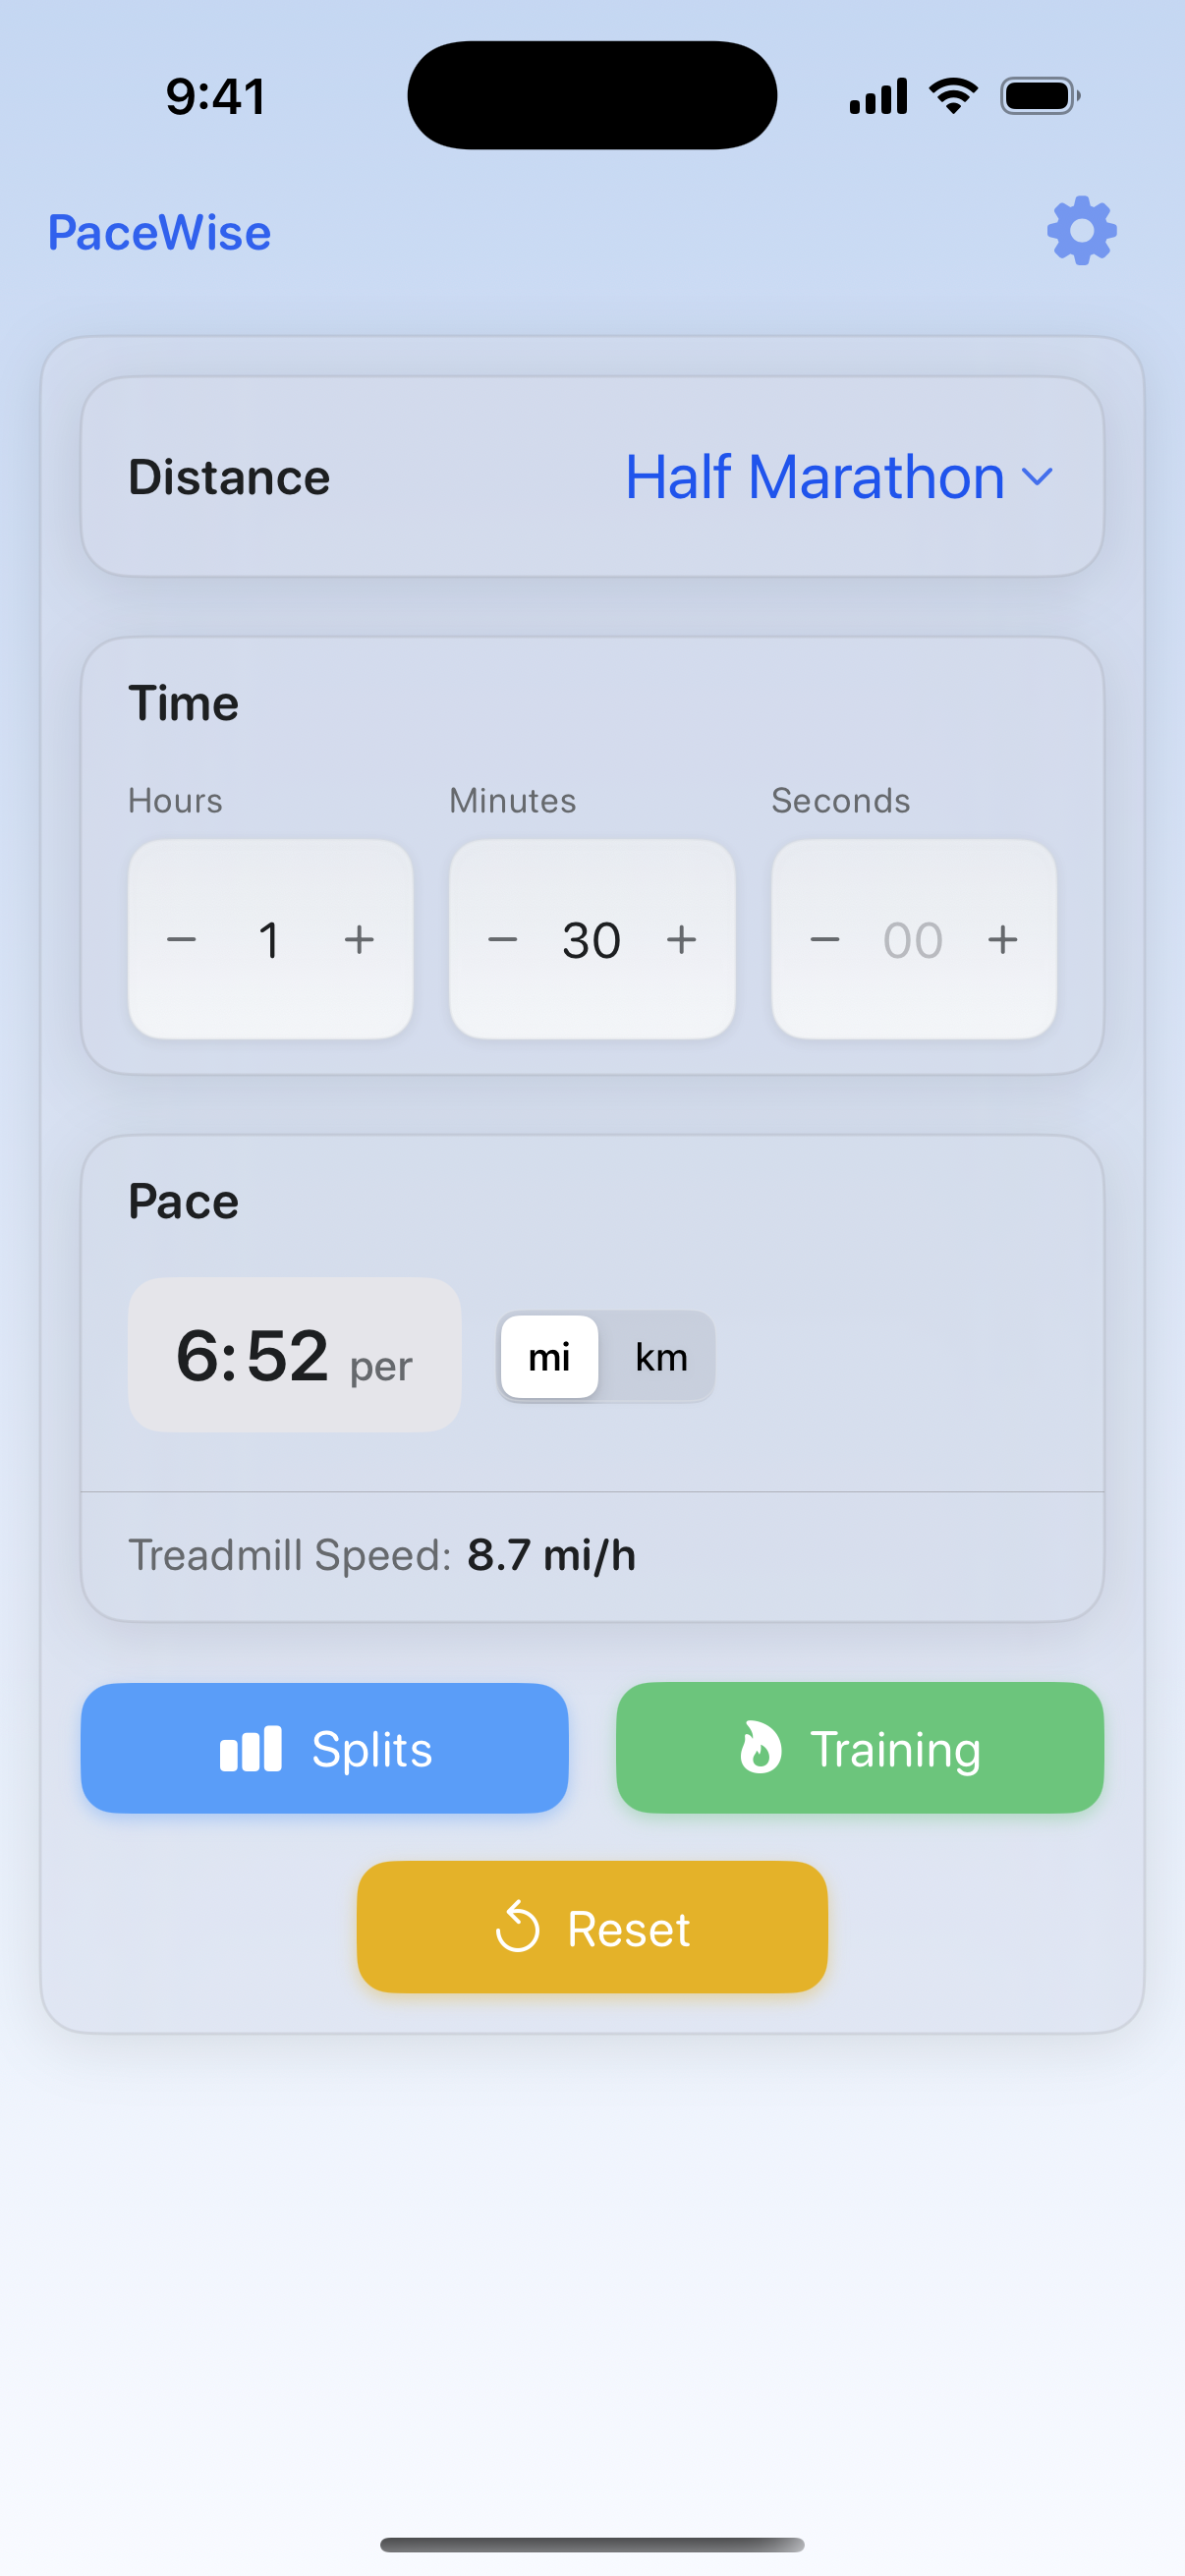 9:41
PaceWise
Distance Half Marathon
Time
Hours Minutes Seconds
− 1 + − 30 + − 00 +
Pace
6:52 per mi km
Treadmill Speed: 8.7 mi/h
Splits Training
Reset